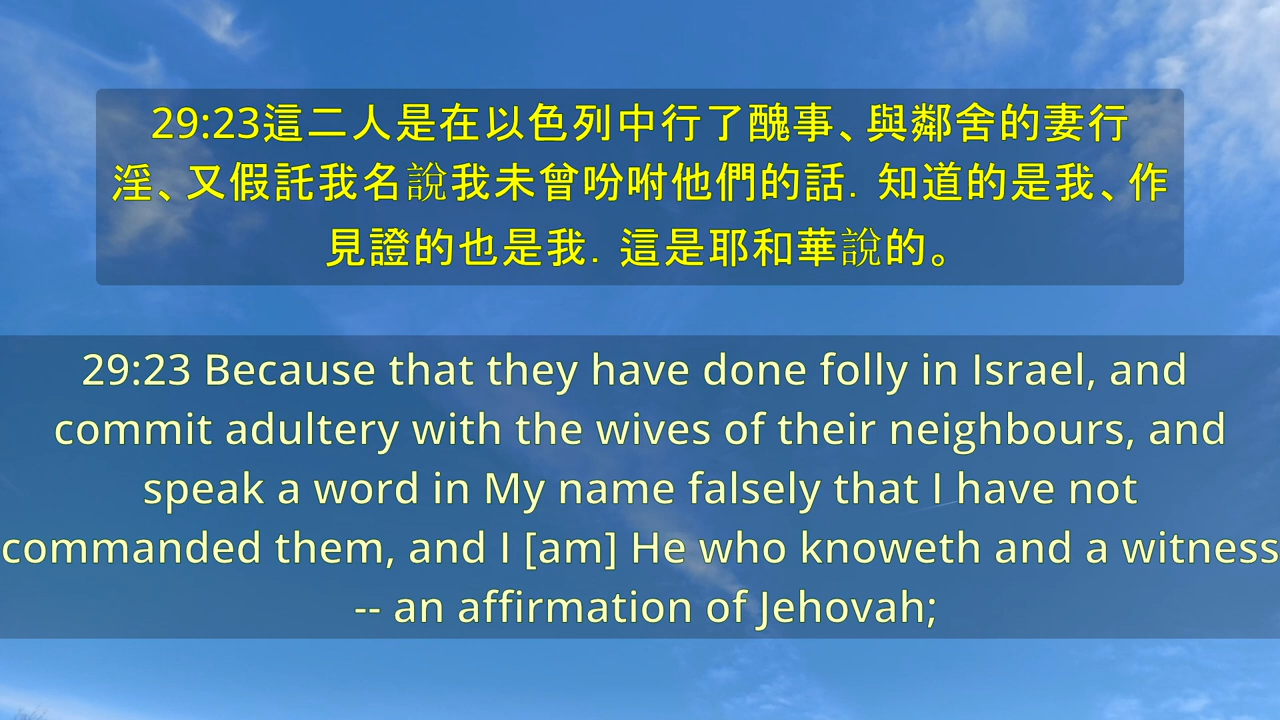 29:23這二人是在以色列中行了醜事、與鄰舍的妻行
淫、又假託我名說我未曾吩咐他們的話．知道的是我、作
見證的也是我．這是耶和華說的。
29:23 Because that they have done folly in Israel, and
commit adultery with the wives of their neighbours, and
speak a word in My name falsely that I have not
commanded them, and I [am] He who knoweth and a witness
-- an affirmation of Jehovah;